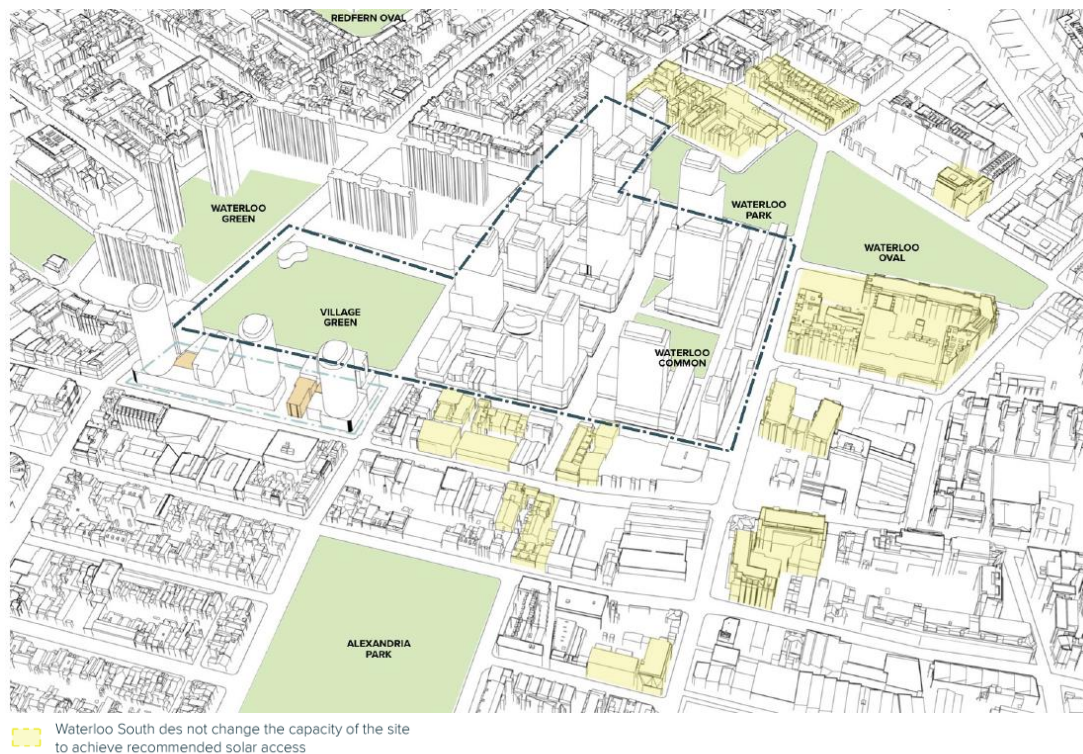 REDFERN OVAL
WATERLOO
GREEN
WATERLOO
PARK
WATERLOO
OVAL
VILLAGE
GREEN
WATERLOO
COMMON
ALEXANDRIA
PARK
Waterloo South des not change the capacity of the site
to achieve recommended solar access